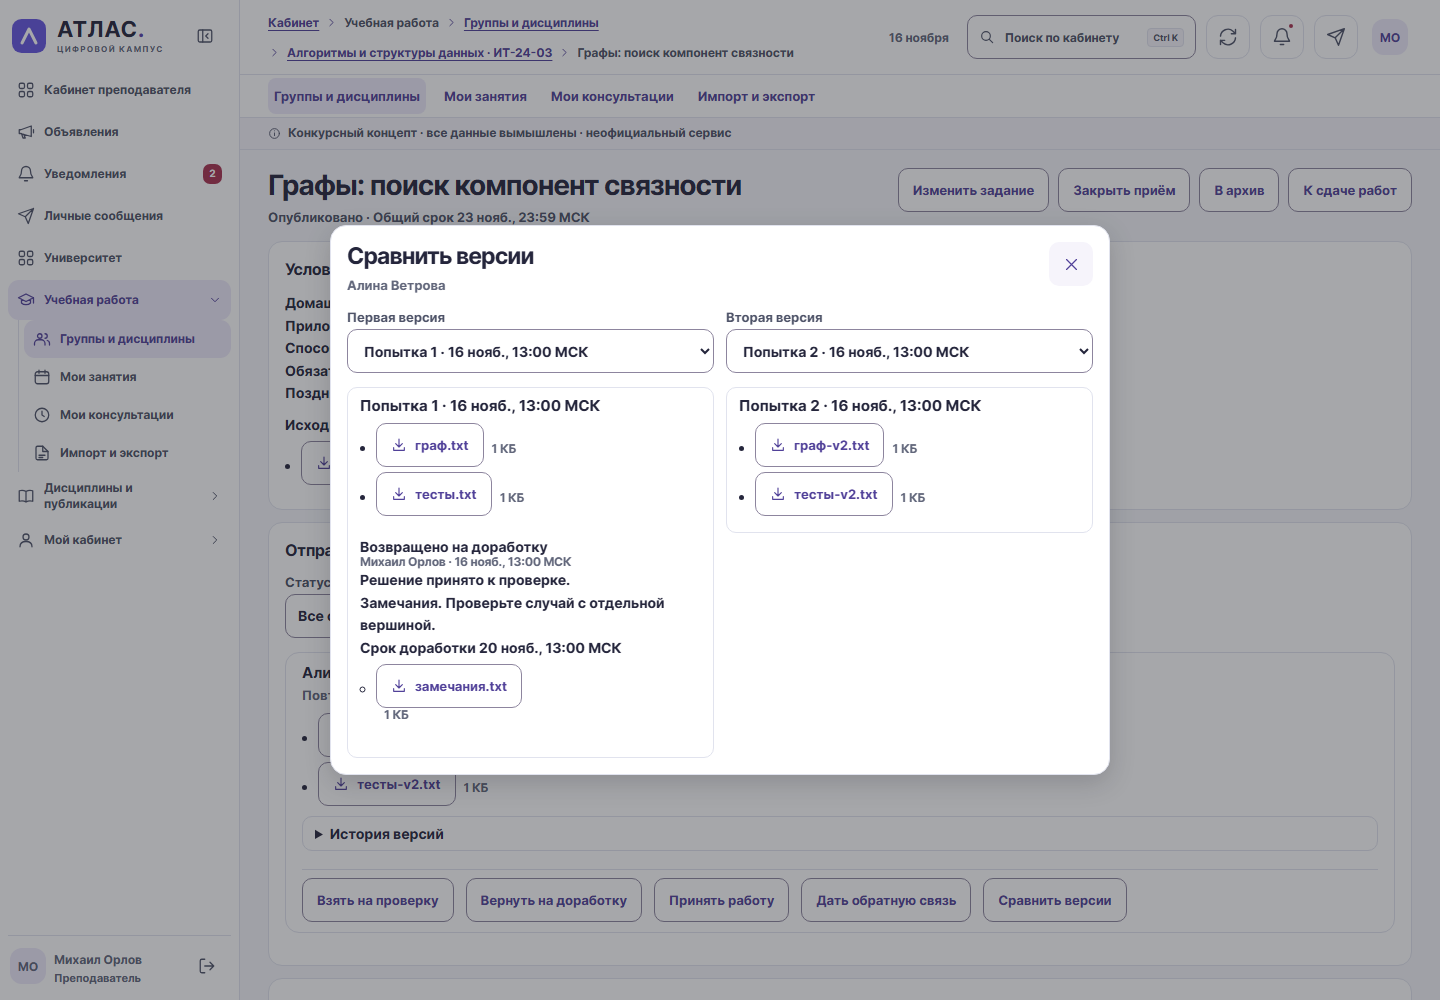 АТЛАС.
ЦИФРОВОЙ КАМПУС
Кабинет преподавателя
Объявления
Уведомления
2
Личные сообщения
Университет
Учебная работа
Группы и дисциплины
Мои занятия
Мои консультации
Импорт и экспорт
Дисциплины и
публикации
Мой кабинет
МО
Михаил Орлов
Преподаватель
Кабинет
Учебная работа
Группы и дисциплины
Алгоритмы и структуры данных · ИТ-24-03
Графы: поиск компонент связности
16 ноября
Поиск по кабинету
Ctrl K
МО
Группы и дисциплины
Мои занятия
Мои консультации
Импорт и экспорт
Конкурсный концепт · все данные вымышлены · неофициальный сервис
Графы: поиск компонент связности
Опубликовано · Общий срок 23 нояб., 23:59 МСК
Изменить задание
Закрыть приём
В архив
К сдаче работ
Сравнить версии
Алина Ветрова
Первая версия
Попытка 1 · 16 нояб., 13:00 МСК
Вторая версия
Попытка 2 · 16 нояб., 13:00 МСК
Попытка 1 · 16 нояб., 13:00 МСК
граф.txt
1 КБ
тесты.txt
1 КБ
Возвращено на доработку
Михаил Орлов · 16 нояб., 13:00 МСК
Решение принято к проверке.
Замечания. Проверьте случай с отдельной
вершиной.
Срок доработки 20 нояб., 13:00 МСК
замечания.txt
1 КБ
Попытка 2 · 16 нояб., 13:00 МСК
граф-v2.txt
1 КБ
тесты-v2.txt
1 КБ
тесты-v2.txt
1 КБ
История версий
Взять на проверку
Вернуть на доработку
Принять работу
Дать обратную связь
Сравнить версии